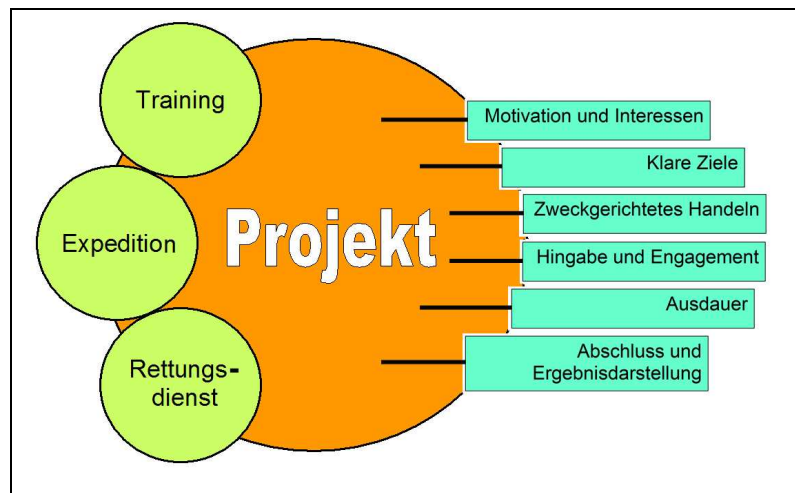 Training
Expedition
Rettungs-
dienst
Projekt
Motivation und Interessen
Klare Ziele
Zweckgerichtetes Handeln
Hingabe und Engagement
Ausdauer
Abschluss und
Ergebnisdarstellung